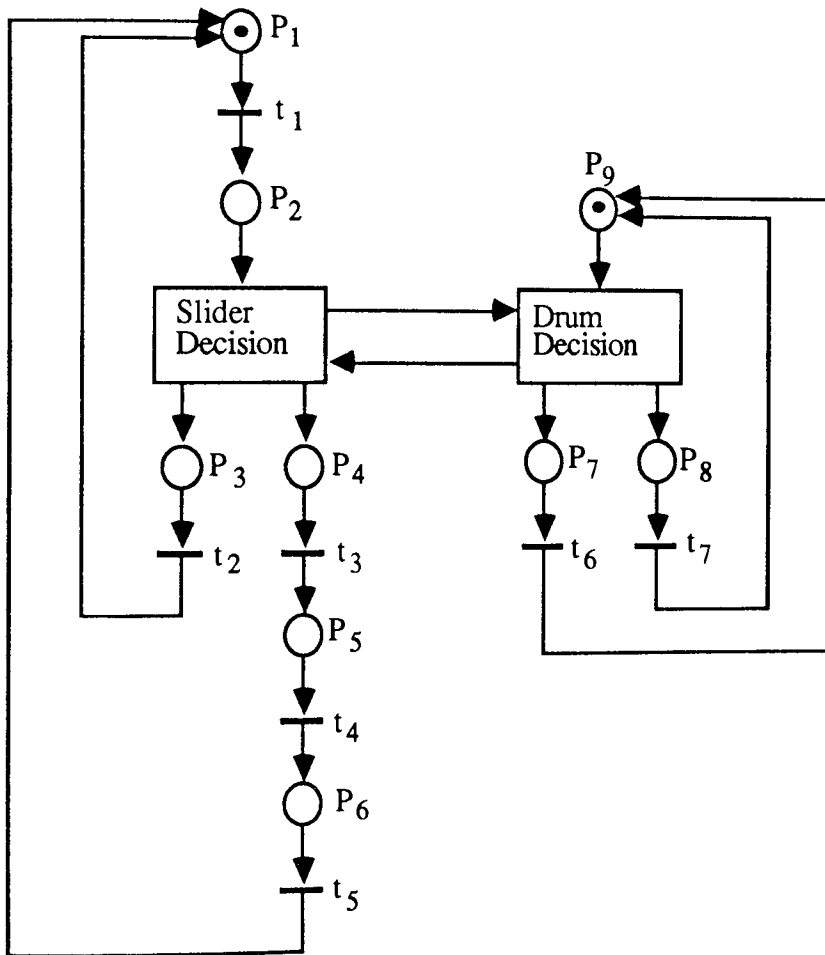 P1
t1
P2
P9
Slider
Decision
Drum
Decision
P3
P4
P7
P8
t2
t3
t6
t7
P5
t4
P6
t5